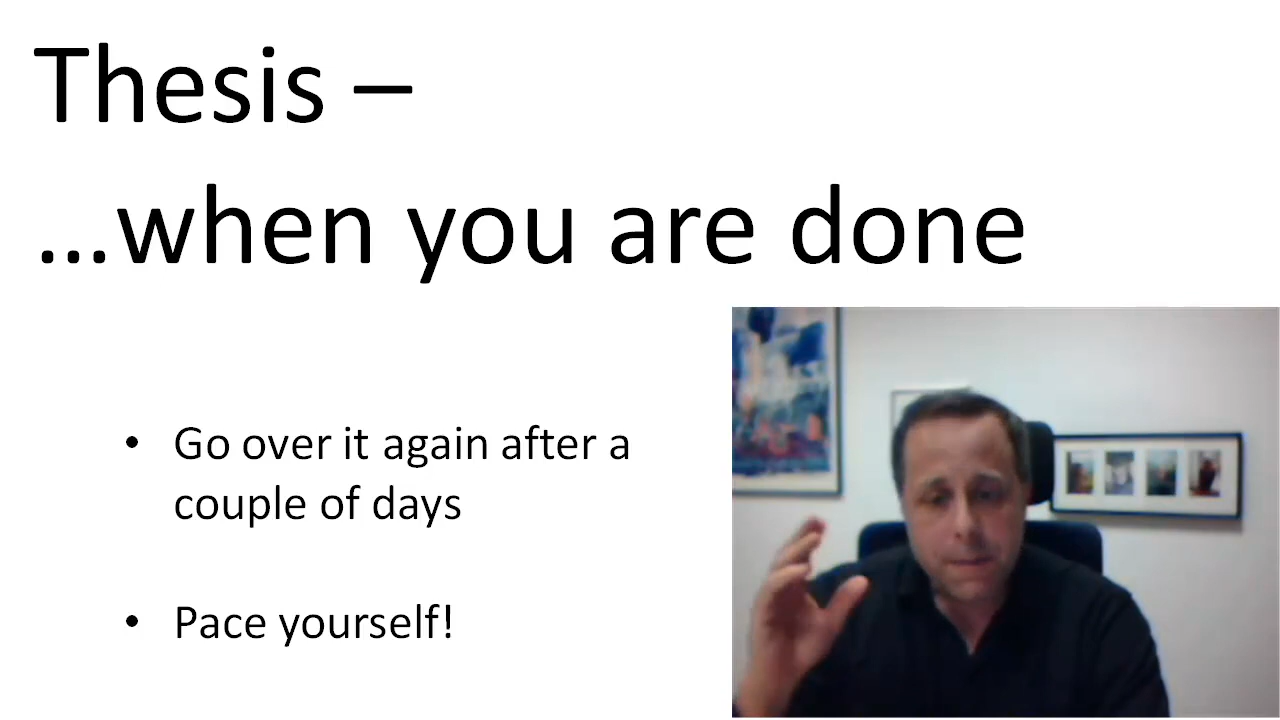 Thesis –
…when you are done
• Go over it again after a
couple of days
• Pace yourself!